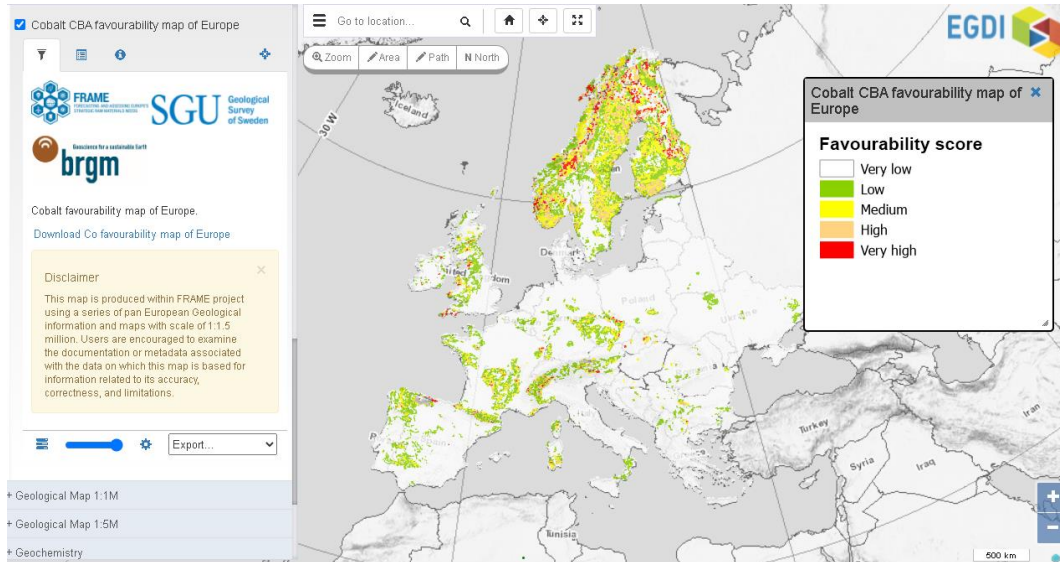 Cobalt CBA favourability map of Europe
FRAME
SGU
Geological
Survey
of Sweden
Geoscience for a sustainable Earth
brgm
Cobalt favourability map of Europe.
Download Co favourability map of Europe
Disclaimer
×
This map is produced within FRAME project
using a series of pan European Geological
information and maps with scale of 1:1.5
million. Users are encouraged to examine
the documentation or metadata associated
with the data on which this map is based for
information related to its accuracy,
correctness, and limitations.
Export...
+ Geological Map 1:1M
+ Geological Map 1:5M
+ Geochemistry
Go to location...
Zoom
Area
Path
N North
EGDI
Cobalt CBA favourability map of
Europe
Favourability score
Very low
Low
Medium
High
Very high
Iceland
30 W
Poland
Ukraine
Spain
Turkey
Syria
Iraq
Iran
Tunisia
+
−
500 km